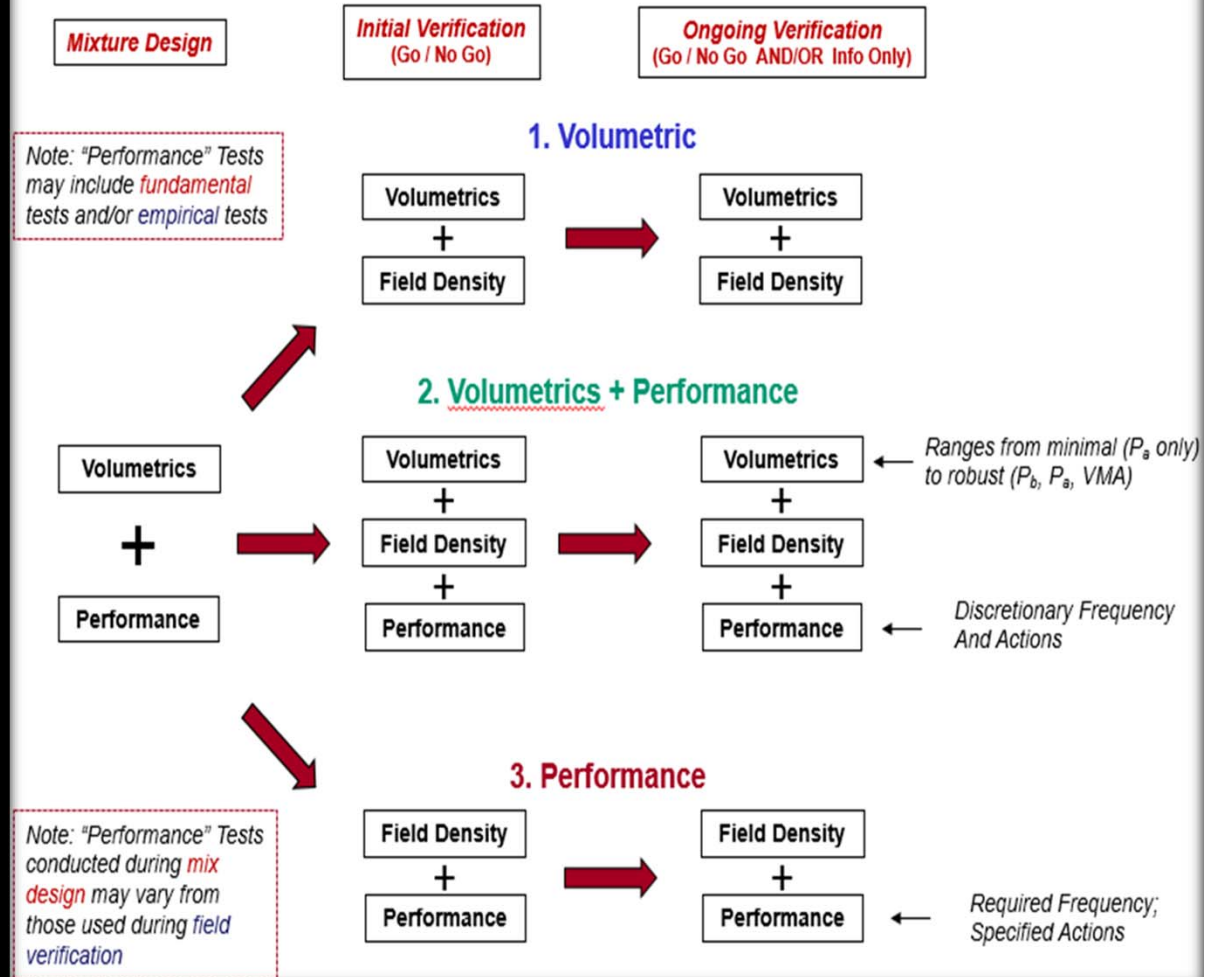 Mixture Design
Initial Verification
(Go / No Go)
Ongoing Verification
(Go / No Go AND/OR Info Only)
Note: “Performance” Tests
may include fundamental
tests and/or empirical tests
1. Volumetric
Volumetrics
+
Field Density
Volumetrics
+
Field Density
2. Volumetrics + Performance
Volumetrics
+
Performance
Volumetrics
+
Field Density
+
Performance
Volumetrics
+
Field Density
+
Performance
Ranges from minimal (Pa only)
to robust (Pb, Pa, VMA)
Discretionary Frequency
And Actions
3. Performance
Field Density
+
Performance
Field Density
+
Performance
Required Frequency;
Specified Actions
Note: “Performance” Tests
conducted during mix
design may vary from
those used during field
verification